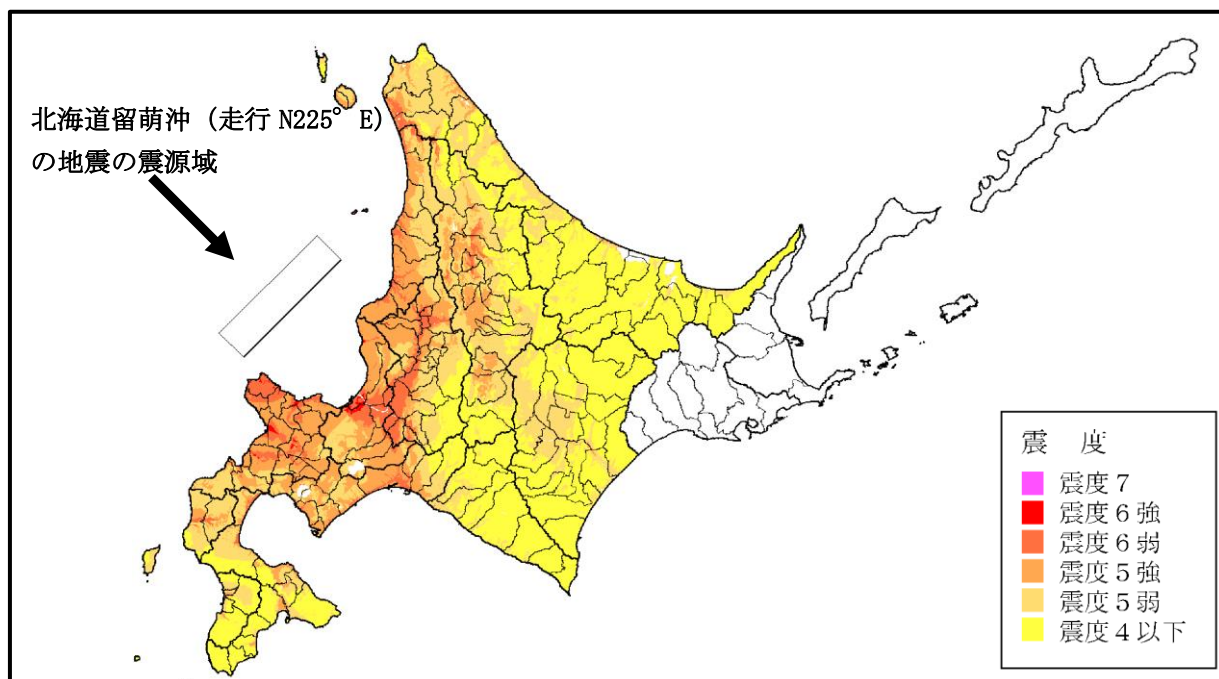 北海道留萌沖（走行 N225°E）
の地震の震源域
震 度
震度７
震度６強
震度６弱
震度５強
震度５弱
震度４以下